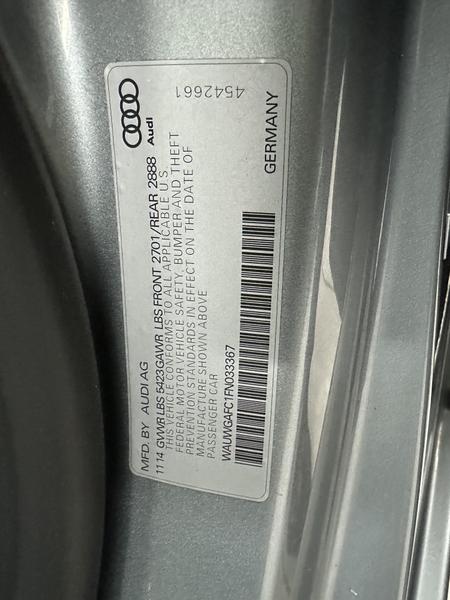 MFD. BY AUDI AG
11 14 GVWR LBS 5423 GAWR LBS FRONT 2701/REAR 2888
THIS VEHICLE CONFORMS TO ALL APPLICABLE U S
FEDERAL MOTOR VEHICLE SAFETY, BUMPER AND THEFT
PREVENTION STANDARDS IN EFFECT ON THE DATE OF
MANUFACTURE SHOWN ABOVE
PASSENGER CAR
WAUWGAFC1FN033367
Audi
GERMANY
4542661